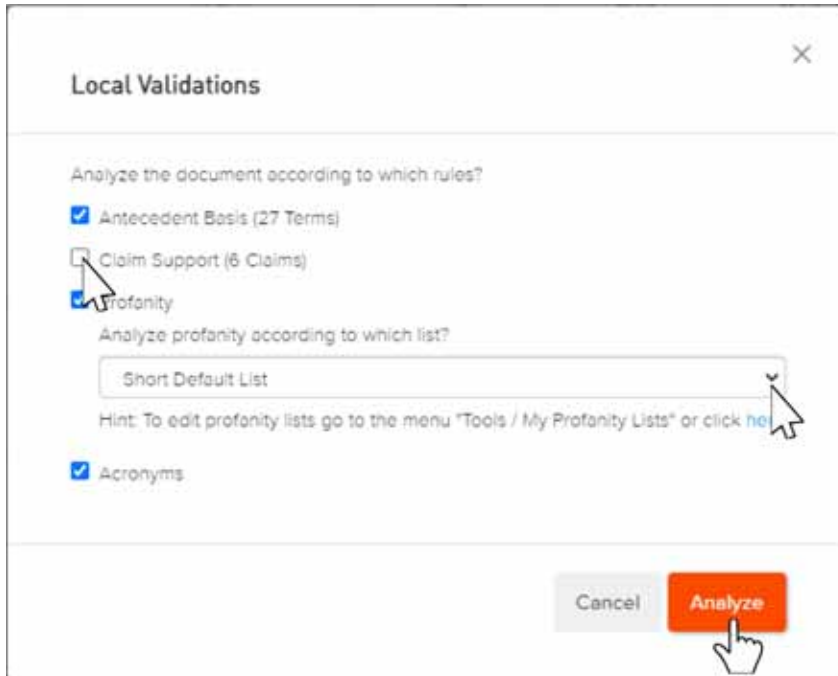 Local Validations
Analyze the document according to which rules?
Antecedent Basis (27 Terms)
Claim Support (6 Claims)
Profanity
Analyze profanity according to which list?
Short Default List
Hint: To edit profanity lists go to the menu "Tools / My Profanity Lists" or click here
Acronyms
Cancel
Analyze